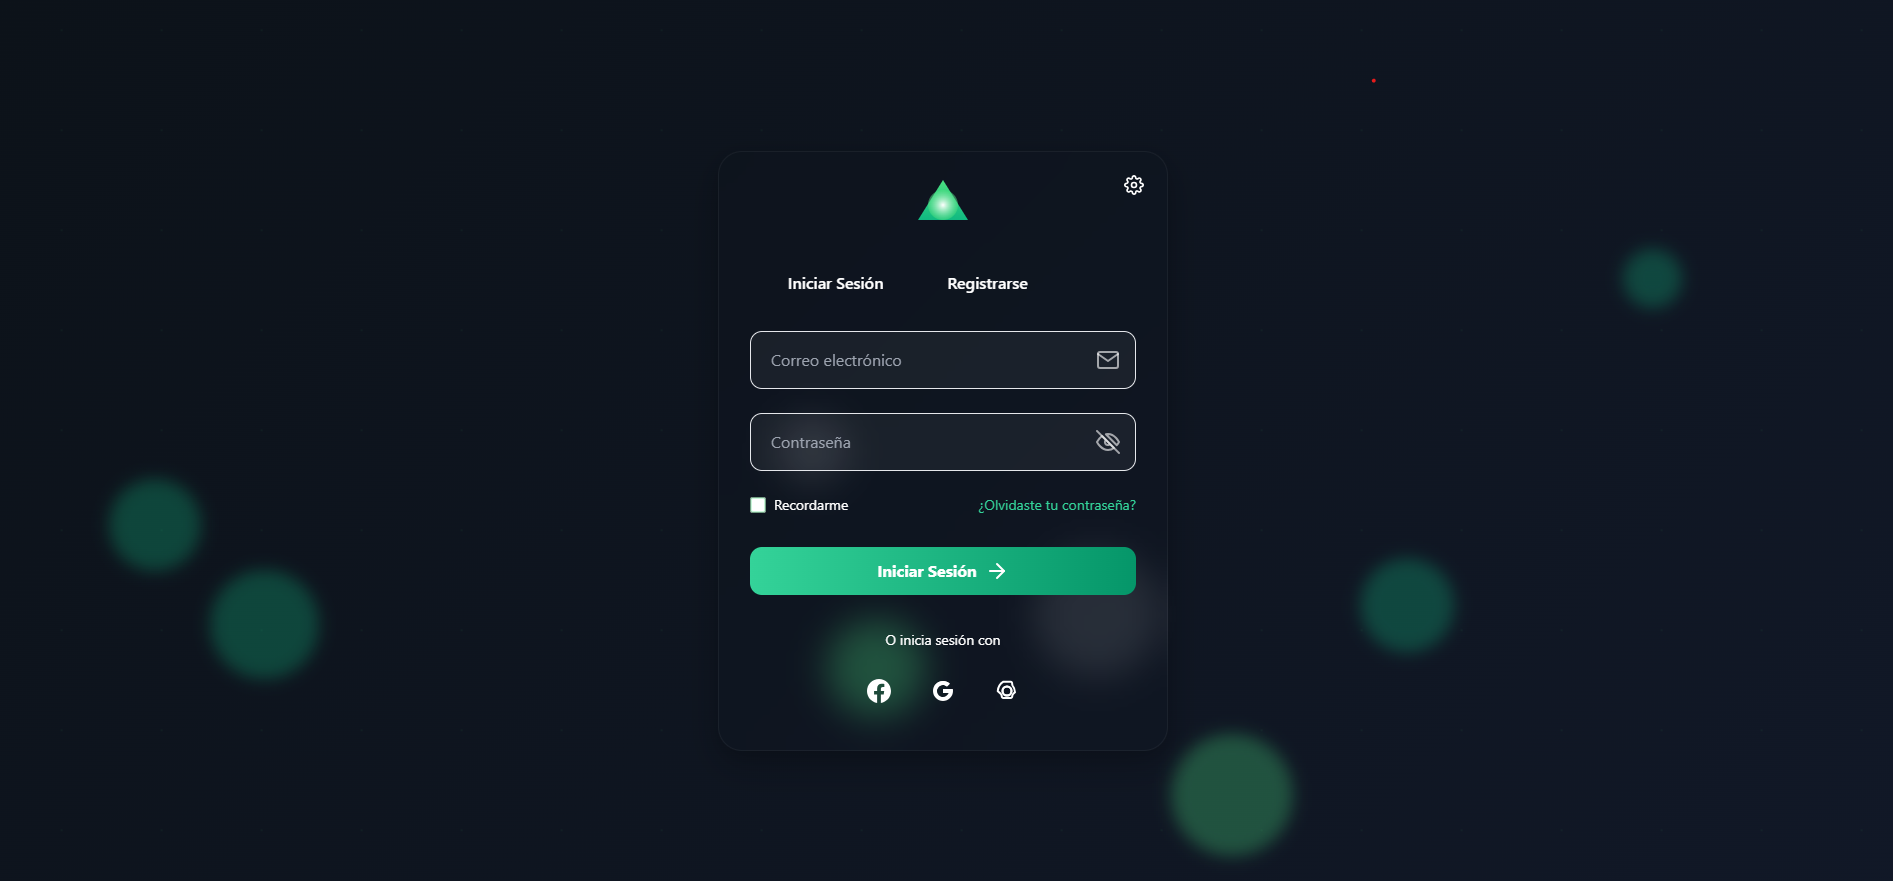 Iniciar Sesión Registrarse
Correo electrónico
Contraseña
Recordarme ¿Olvidaste tu contraseña?
Iniciar Sesión
O inicia sesión con